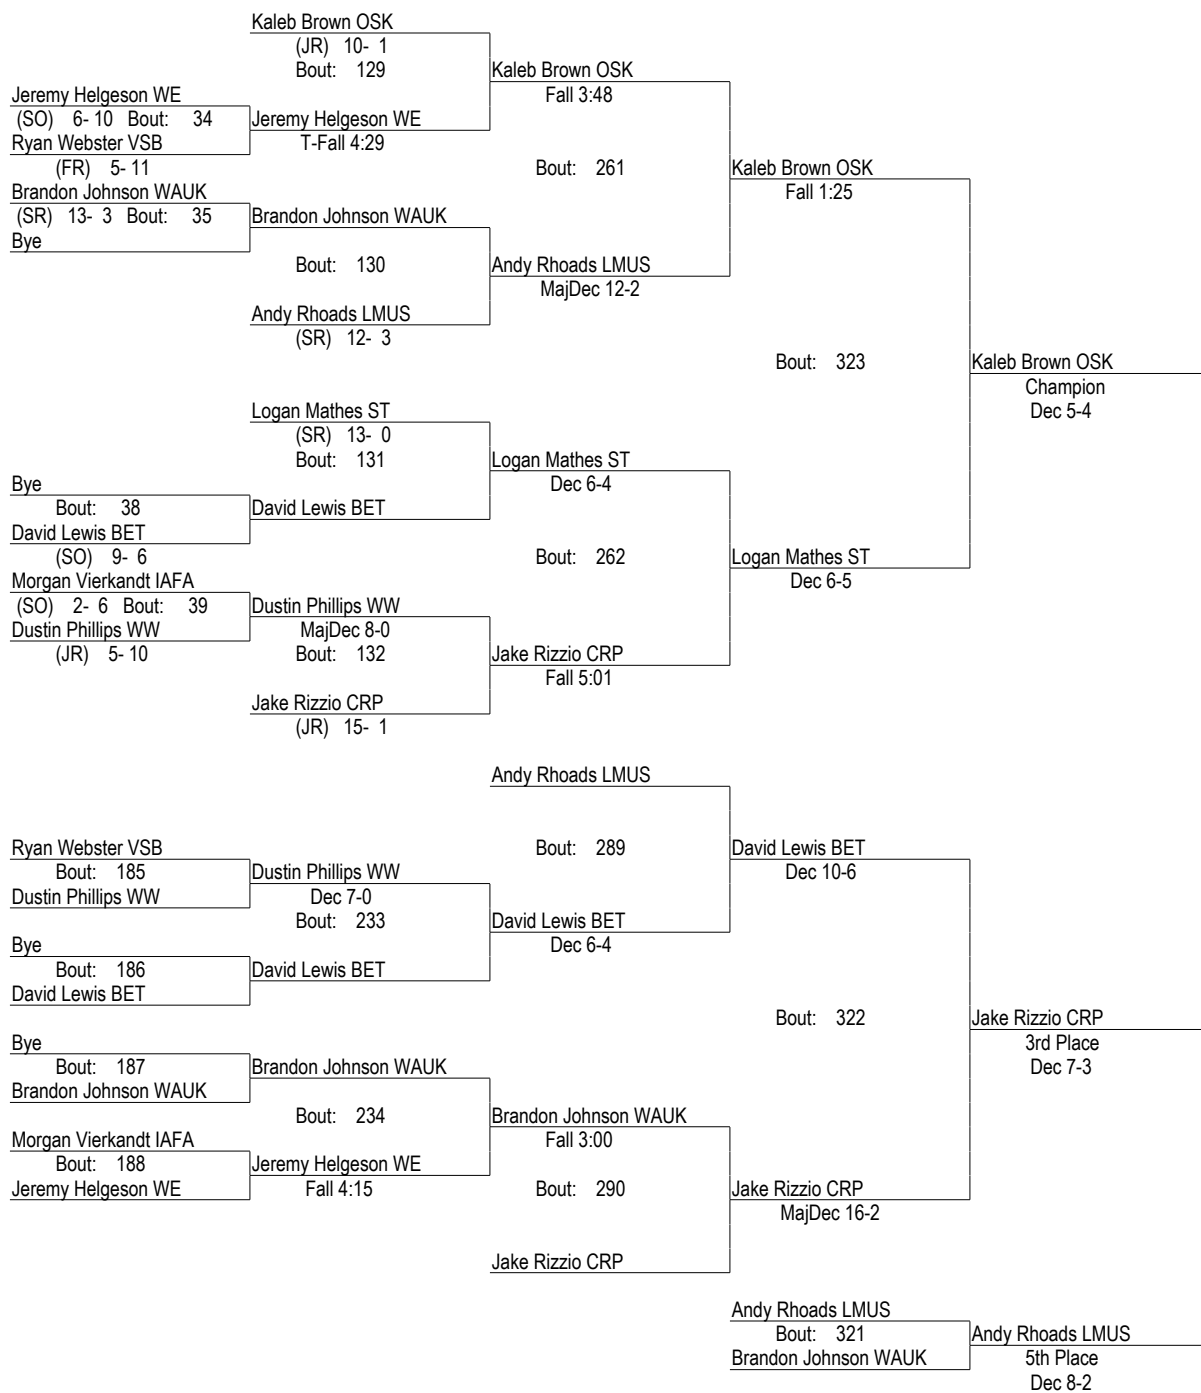 Kaleb Brown OSK
(JR) 10- 1
Bout: 129
Kaleb Brown OSK
Fall 3:48
Jeremy Helgeson WE
(SO) 6- 10 Bout: 34
Jeremy Helgeson WE
T-Fall 4:29
Ryan Webster VSB
(FR) 5- 11
Bout: 261
Kaleb Brown OSK
Fall 1:25
Brandon Johnson WAUK
(SR) 13- 3 Bout: 35
Brandon Johnson WAUK
Bye
Bout: 130
Andy Rhoads LMUS
MajDec 12-2
Andy Rhoads LMUS
(SR) 12- 3
Bout: 323
Kaleb Brown OSK
Champion
Dec 5-4
Logan Mathes ST
(SR) 13- 0
Bout: 131
Logan Mathes ST
Dec 6-4
Bye
Bout: 38
David Lewis BET
David Lewis BET
(SO) 9- 6
Bout: 262
Logan Mathes ST
Dec 6-5
Morgan Vierkandt IAFA
(SO) 2- 6 Bout: 39
Dustin Phillips WW
MajDec 8-0
Dustin Phillips WW
(JR) 5- 10
Bout: 132
Jake Rizzio CRP
Fall 5:01
Jake Rizzio CRP
(JR) 15- 1
Andy Rhoads LMUS
Bout: 289
David Lewis BET
Dec 10-6
Ryan Webster VSB
Bout: 185
Dustin Phillips WW
Dustin Phillips WW
Dec 7-0
Bout: 233
David Lewis BET
Dec 6-4
Bye
Bout: 186
David Lewis BET
David Lewis BET
Bout: 322
Jake Rizzio CRP
3rd Place
Dec 7-3
Bye
Bout: 187
Brandon Johnson WAUK
Brandon Johnson WAUK
Bout: 234
Brandon Johnson WAUK
Fall 3:00
Morgan Vierkandt IAFA
Bout: 188
Jeremy Helgeson WE
Jeremy Helgeson WE
Fall 4:15
Bout: 290
Jake Rizzio CRP
MajDec 16-2
Jake Rizzio CRP
Andy Rhoads LMUS
Bout: 321
Brandon Johnson WAUK
Andy Rhoads LMUS
5th Place
Dec 8-2